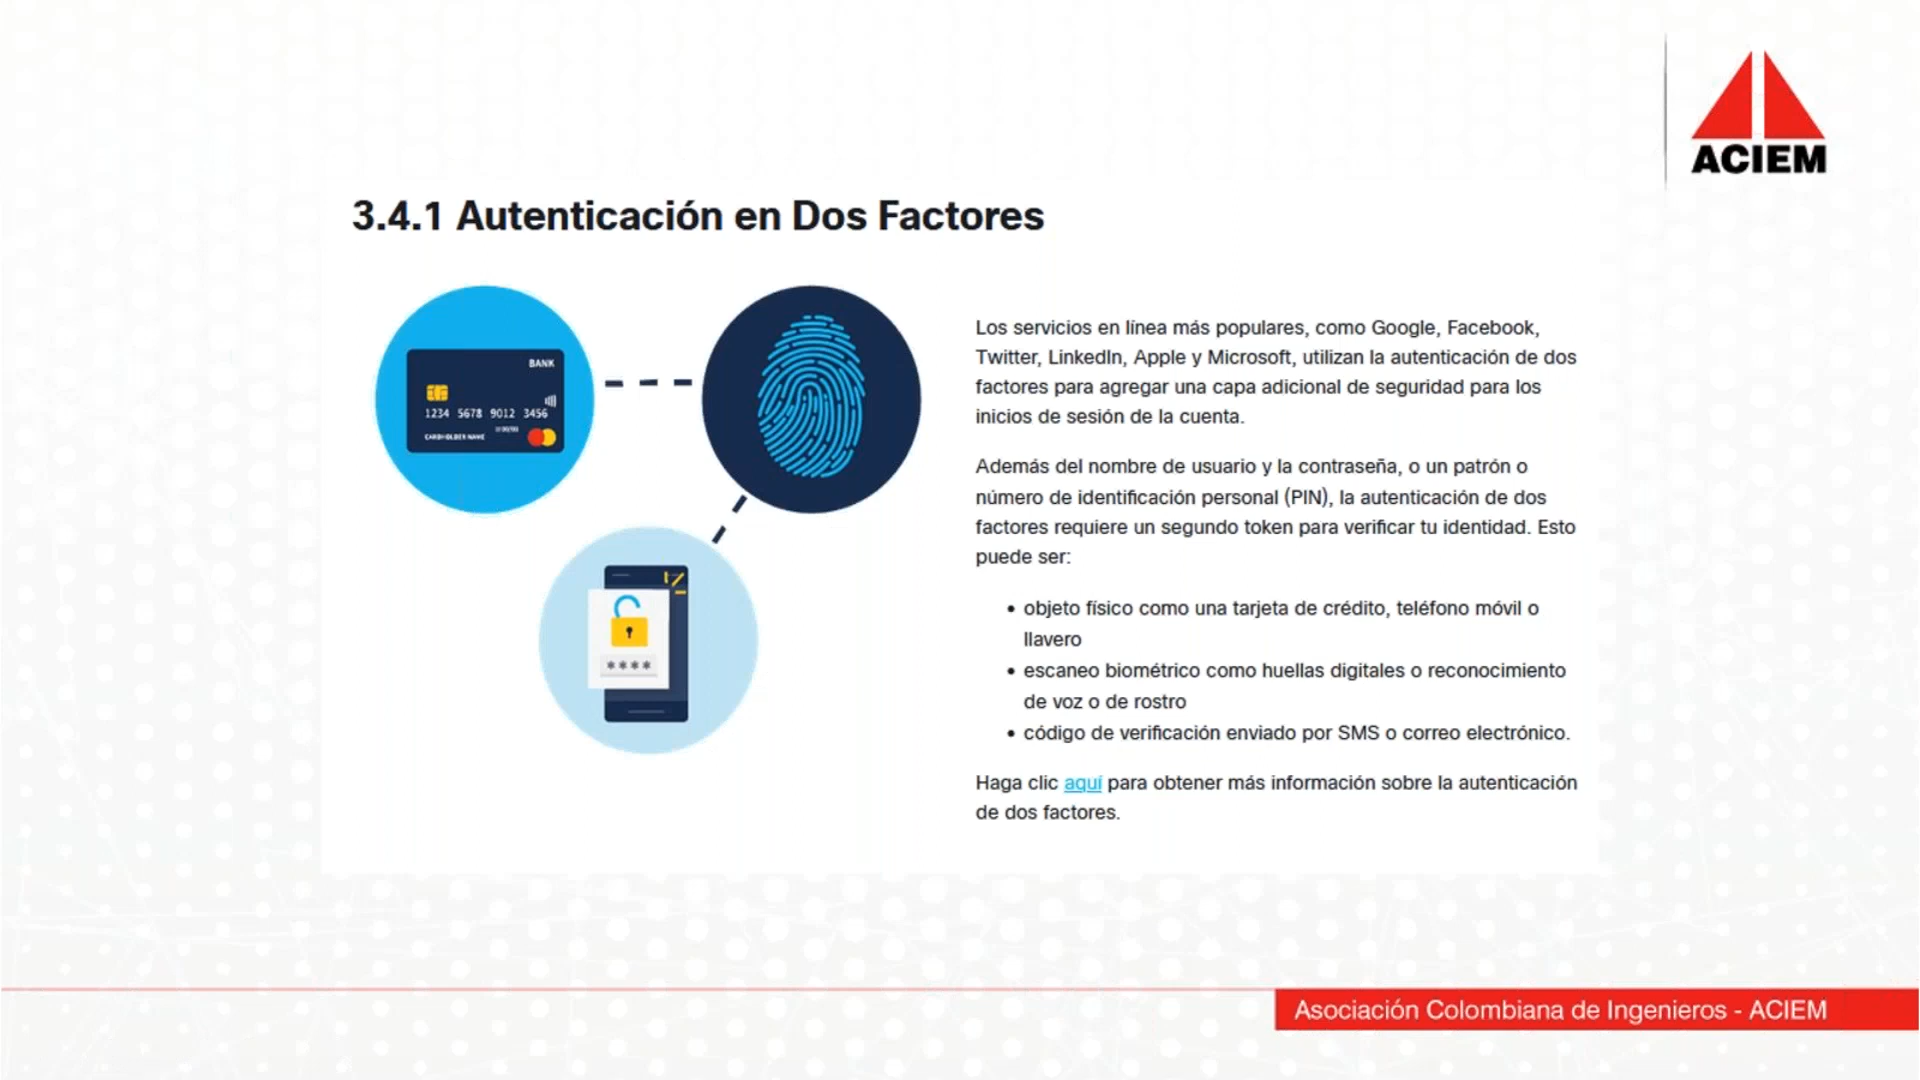 ACIEM
3.4.1 Autenticación en Dos Factores
BANK
1234 5678 9012 3456
CARDHOLDER NAME
Los servicios en línea más populares, como Google, Facebook,
Twitter, LinkedIn, Apple y Microsoft, utilizan la autenticación de dos
factores para agregar una capa adicional de seguridad para los
inicios de sesión de la cuenta.
Además del nombre de usuario y la contraseña, o un patrón o
número de identificación personal (PIN), la autenticación de dos
factores requiere un segundo token para verificar tu identidad. Esto
puede ser:
• objeto físico como una tarjeta de crédito, teléfono móvil o
llavero
• escaneo biométrico como huellas digitales o reconocimiento
de voz o de rostro
• código de verificación enviado por SMS o correo electrónico.
Haga clic aquí para obtener más información sobre la autenticación
de dos factores.
****
Asociación Colombiana de Ingenieros - ACIEM